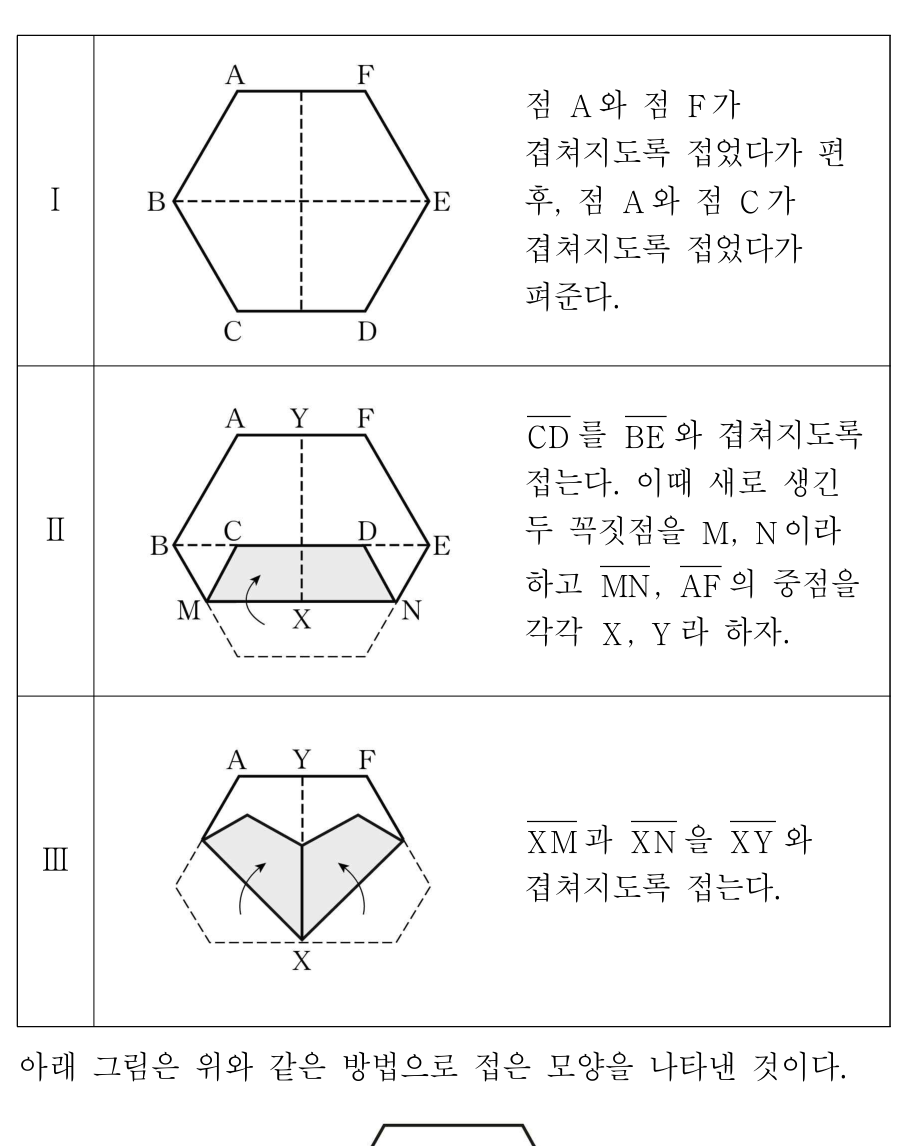 A F
B E
C D
Ⅰ
점 A와 점 F가
겹쳐지도록 접었다가 편
후, 점 A와 점 C가
겹쳐지도록 접었다가
펴준다.
A Y F
B C D E
M X N
Ⅱ
CD를 BE와 겹쳐지도록
접는다. 이때 새로 생긴
두 꼭짓점을 M, N이라
하고 MN, AF의 중점을
각각 X, Y라 하자.
A Y F
X
Ⅲ
XM과 XN을 XY와
겹쳐지도록 접는다.
아래 그림은 위와 같은 방법으로 접은 모양을 나타낸 것이다.